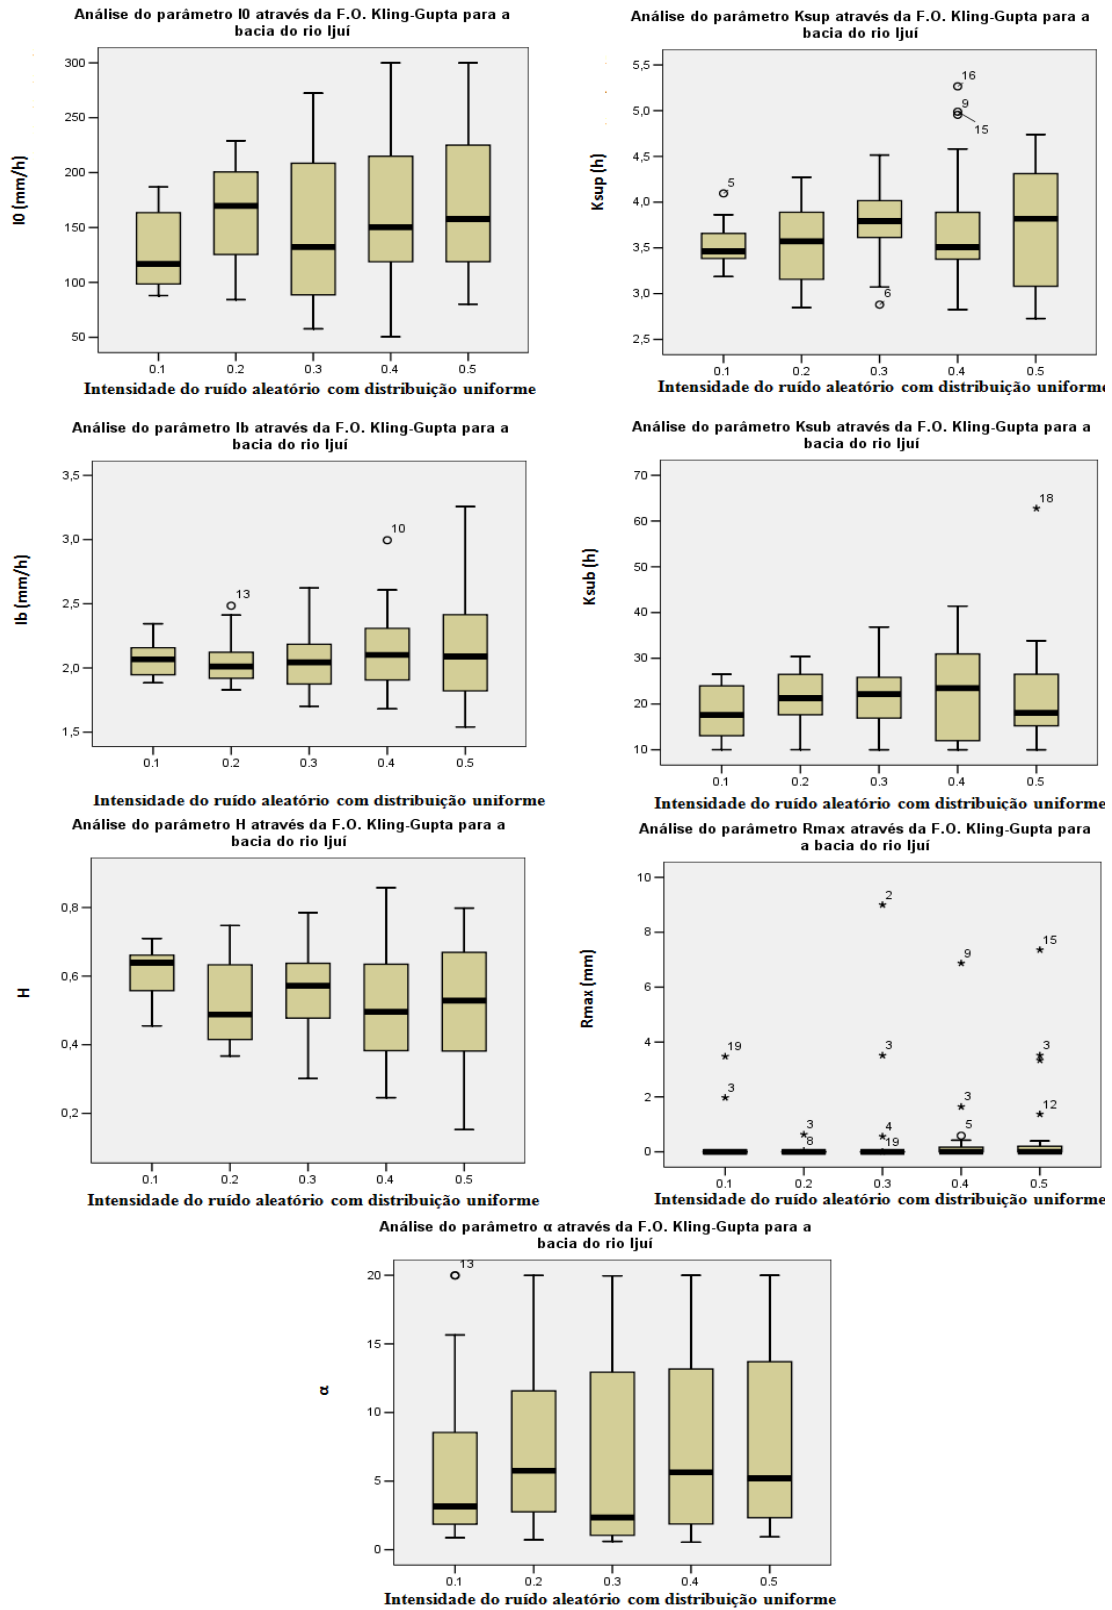 Análise do parâmetro I0 através da F.O. Kling-Gupta para a
bacia do rio Ijuí
300
250
200
150
100
50
I0 (mm/h)
0.1 0.2 0.3 0.4 0.5
Intensidade do ruído aleatório com distribuição uniforme
Análise do parâmetro Ksup através da F.O. Kling-Gupta para a
bacia do rio Ijuí
5,5
5,0
4,5
4,0
3,5
3,0
2,5
Ksup (h)
5
6
16
9
15
0.1 0.2 0.3 0.4 0.5
Intensidade do ruído aleatório com distribuição uniforme
Análise do parâmetro Ib através da F.O. Kling-Gupta para a
bacia do rio Ijuí
3,5
3,0
2,5
2,0
1,5
Ib (mm/h)
13
10
0.1 0.2 0.3 0.4 0.5
Intensidade do ruído aleatório com distribuição uniforme
Análise do parâmetro Ksub através da F.O. Kling-Gupta para a
bacia do rio Ijuí
70
60
50
40
30
20
10
Ksub (h)
18
0.1 0.2 0.3 0.4 0.5
Intensidade do ruído aleatório com distribuição uniforme
Análise do parâmetro H através da F.O. Kling-Gupta para a
bacia do rio Ijuí
0,8
0,6
0,4
0,2
H
0.1 0.2 0.3 0.4 0.5
Intensidade do ruído aleatório com distribuição uniforme
Análise do parâmetro Rmax através da F.O. Kling-Gupta para
a bacia do rio Ijuí
10
8
6
4
2
0
Rmax (mm)
19
3
3
8
2
3
4
19
9
3
5
15
3
12
0.1 0.2 0.3 0.4 0.5
Intensidade do ruído aleatório com distribuição uniforme
Análise do parâmetro α através da F.O. Kling-Gupta para a
bacia do rio Ijuí
20
15
10
5
0
α
13
0.1 0.2 0.3 0.4 0.5
Intensidade do ruído aleatório com distribuição uniforme